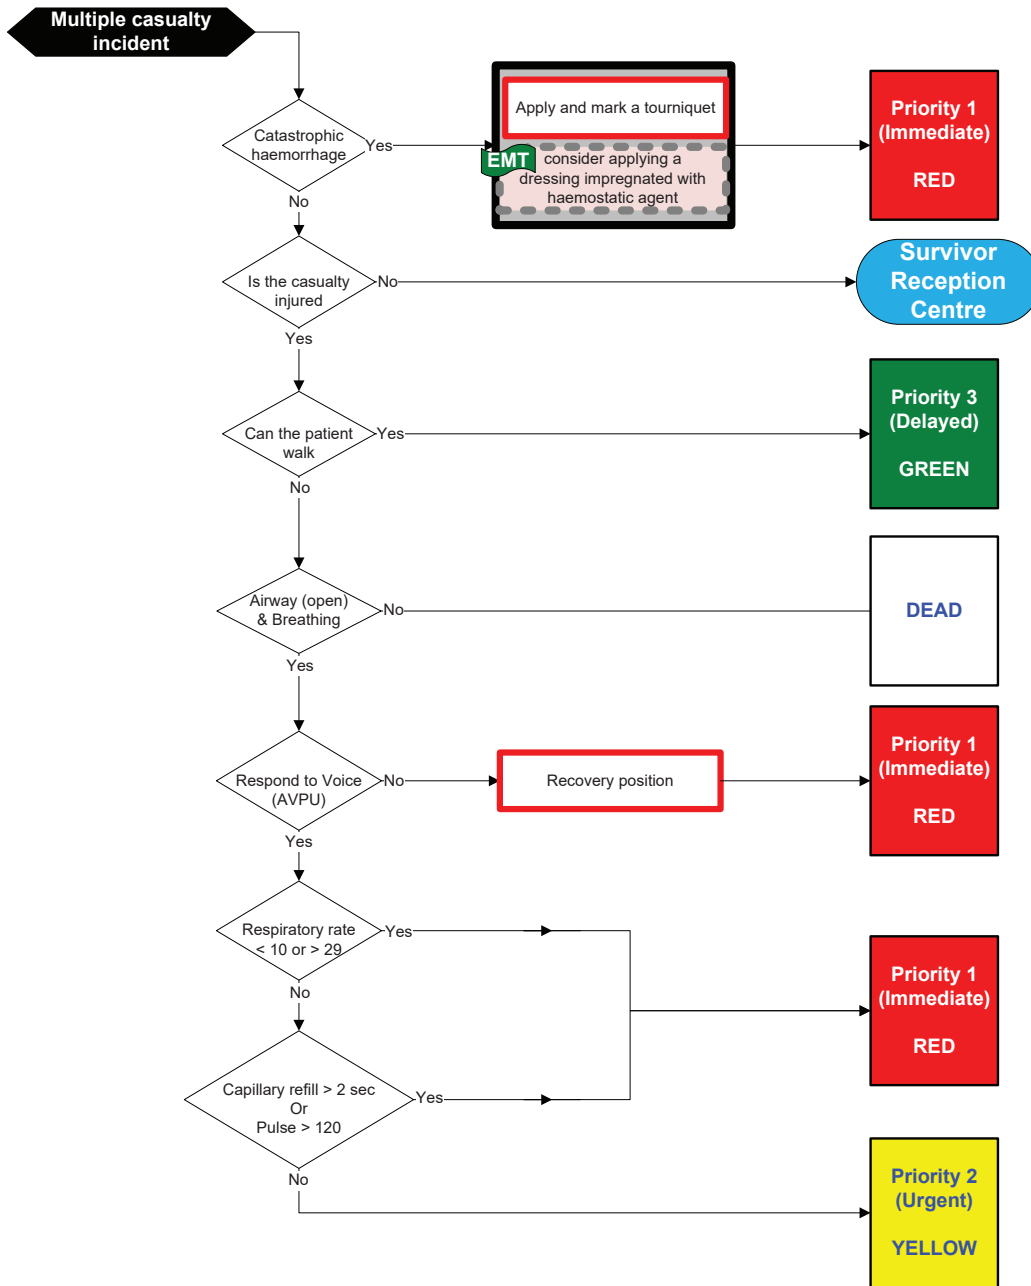 Multiple casualty
incident
Catastrophic
haemorrhage
Yes
Apply and mark a tourniquet
EMT
consider applying a
dressing impregnated with
haemostatic agent
Priority 1
(Immediate)
RED
No
Is the casualty
injured
No
Survivor
Reception
Centre
Yes
Can the patient
walk
Yes
Priority 3
(Delayed)
GREEN
No
Airway (open)
& Breathing
No
DEAD
Yes
Respond to Voice
(AVPU)
No
Recovery position
Priority 1
(Immediate)
RED
Yes
Respiratory rate
< 10 or > 29
Yes
No
Priority 1
(Immediate)
RED
Capillary refill > 2 sec
Or
Pulse > 120
Yes
No
Priority 2
(Urgent)
YELLOW